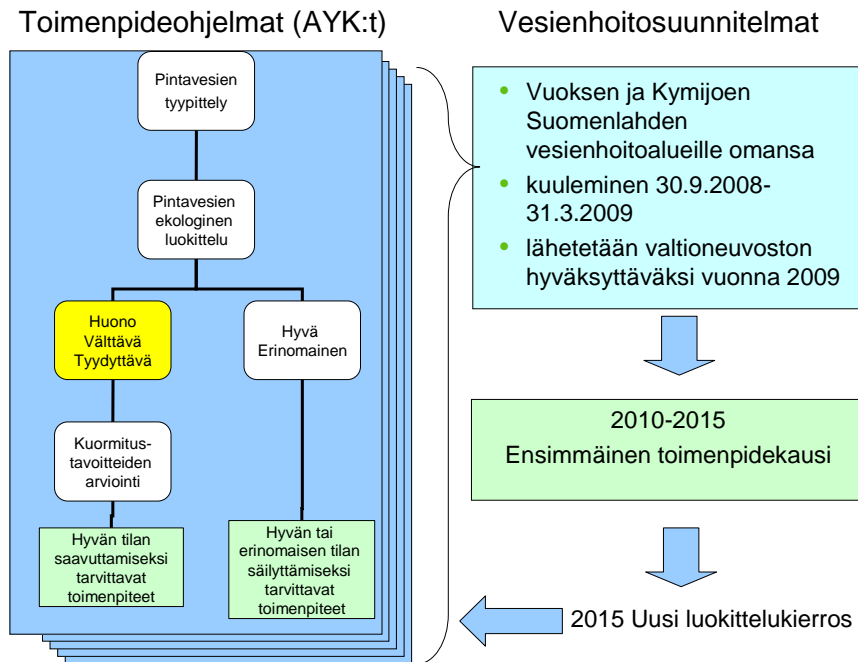 Toimenpideohjelmat (AYK:t)
Pintavesien
tyypittely
Pintavesien
ekologinen
luokittelu
Huono
Välttävä
Tyydyttävä
Hyvä
Erinomainen
Kuormitus-
tavoitteiden
arviointi
Hyvän tilan
saavuttamiseksi
tarvittavat
toimenpiteet
Hyvän tai
erinomaisen tilan
säilyttämiseksi
tarvittavat
toimenpiteet
Vesienhoitosuunnitelmat
• Vuoksen ja Kymijoen
Suomenlahden
vesienhoitoalueille omansa
• kuuleminen 30.9.2008-
31.3.2009
• lähetetään valtioneuvoston
hyväksyttäväksi vuonna 2009
2010-2015
Ensimmäinen toimenpidekausi
2015 Uusi luokittelukierros